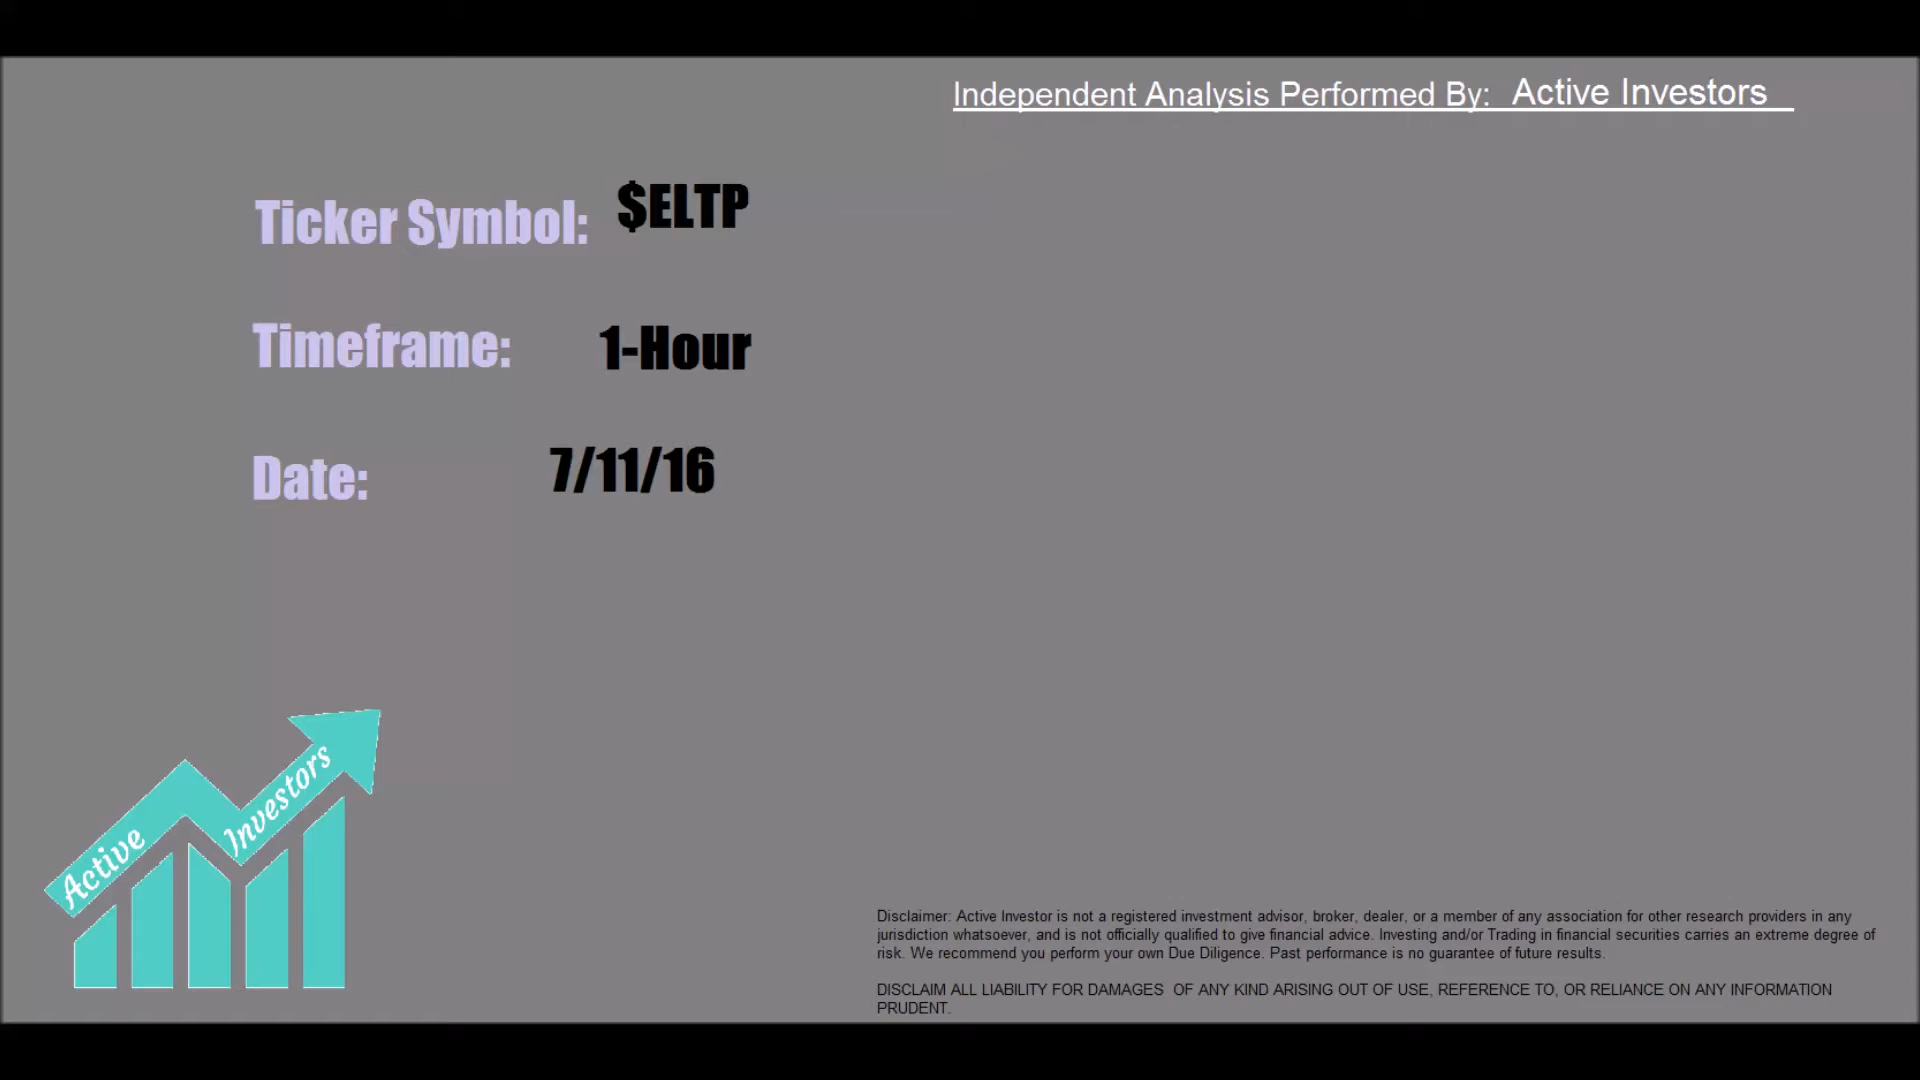 Independent Analysis Performed By: Active Investors
Ticker Symbol: $ELTP
Timeframe: 1-Hour
Date: 7/11/16
Active Investors
Disclaimer: Active Investor is not a registered investment advisor, broker, dealer, or a member of any association for other research providers in any
jurisdiction whatsoever, and is not officially qualified to give financial advice. Investing and/or Trading in financial securities carries an extreme degree of
risk. We recommend you perform your own Due Diligence. Past performance is no guarantee of future results.
DISCLAIM ALL LIABILITY FOR DAMAGES OF ANY KIND ARISING OUT OF USE, REFERENCE TO, OR RELIANCE ON ANY INFORMATION
PRUDENT.